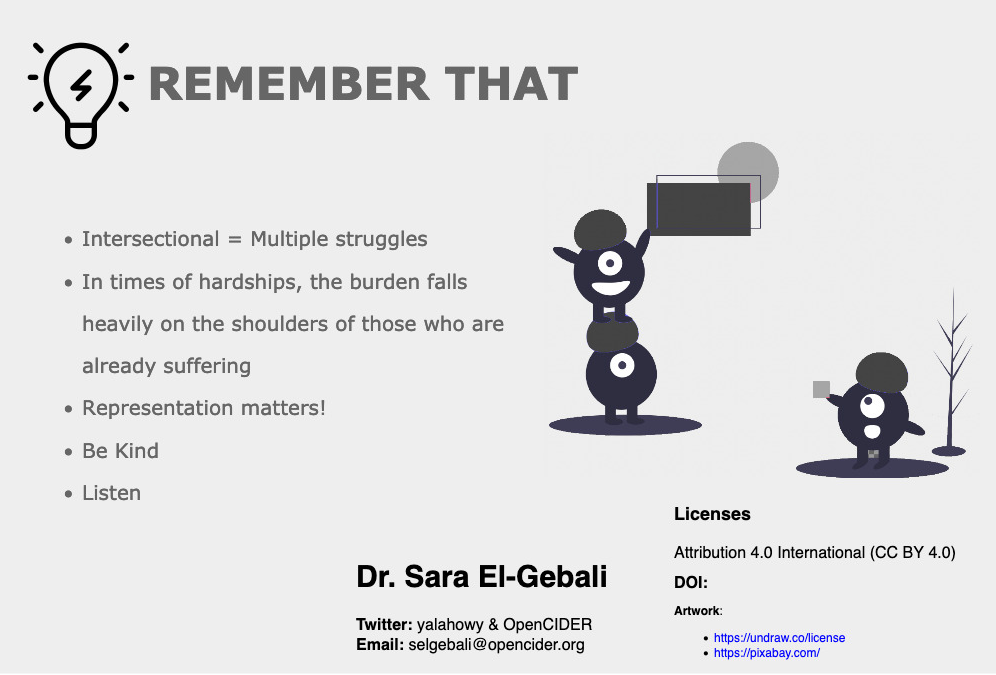 REMEMBER THAT
• Intersectional = Multiple struggles
• In times of hardships, the burden falls
heavily on the shoulders of those who are
already suffering
• Representation matters!
• Be Kind
• Listen
Dr. Sara El-Gebali
Twitter: yalahowy & OpenCIDER
Email: selgebali@opencider.org
Licenses
Attribution 4.0 International (CC BY 4.0)
DOI:
Artwork:
• https://undraw.co/license
• https://pixabay.com/